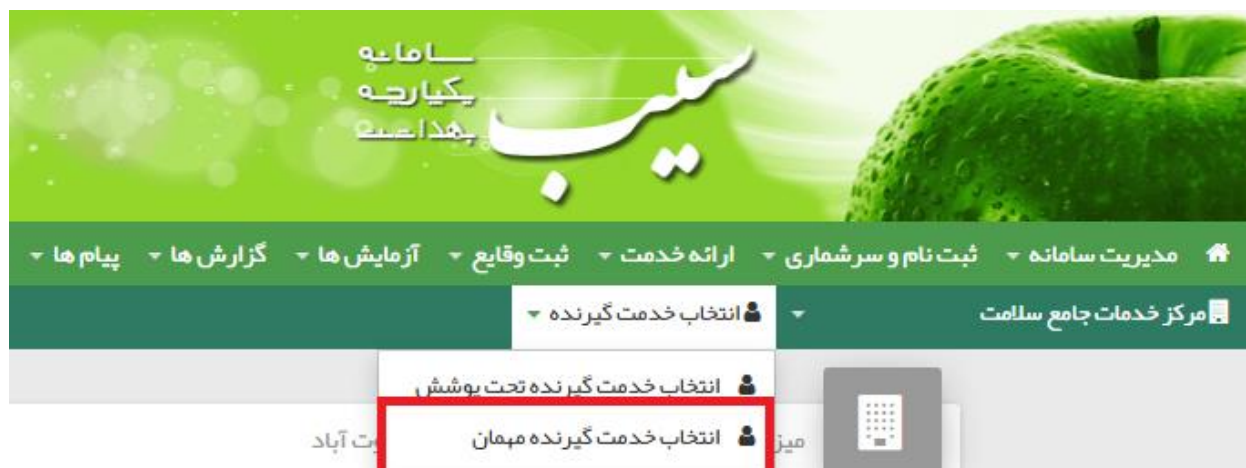 سامانه
یکپارچه
بهداشت
سیب
مدیریت سامانه ثبت نام و سرشماری ارائه خدمت ثبت وقایع آزمایش ها گزارش ها پیام ها
مرکز خدمات جامع سلامت انتخاب خدمت گیرنده
انتخاب خدمت گیرنده تحت پوشش
انتخاب خدمت گیرنده مهمان
آباد